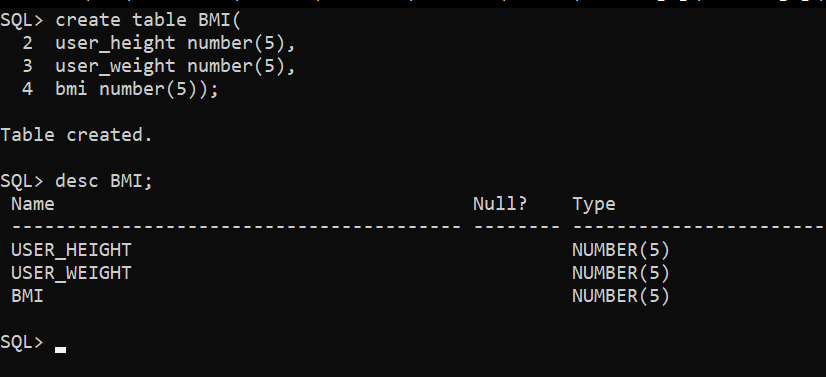 SQL> create table BMI(
  2  user_height number(5),
  3  user_weight number(5),
  4  bmi number(5));
Table created.
SQL> desc BMI;
 Name                                      Null?    Type
 ----------------------------------------- -------- -----------------------
 USER_HEIGHT                                        NUMBER(5)
 USER_WEIGHT                                        NUMBER(5)
 BMI                                                NUMBER(5)
SQL>